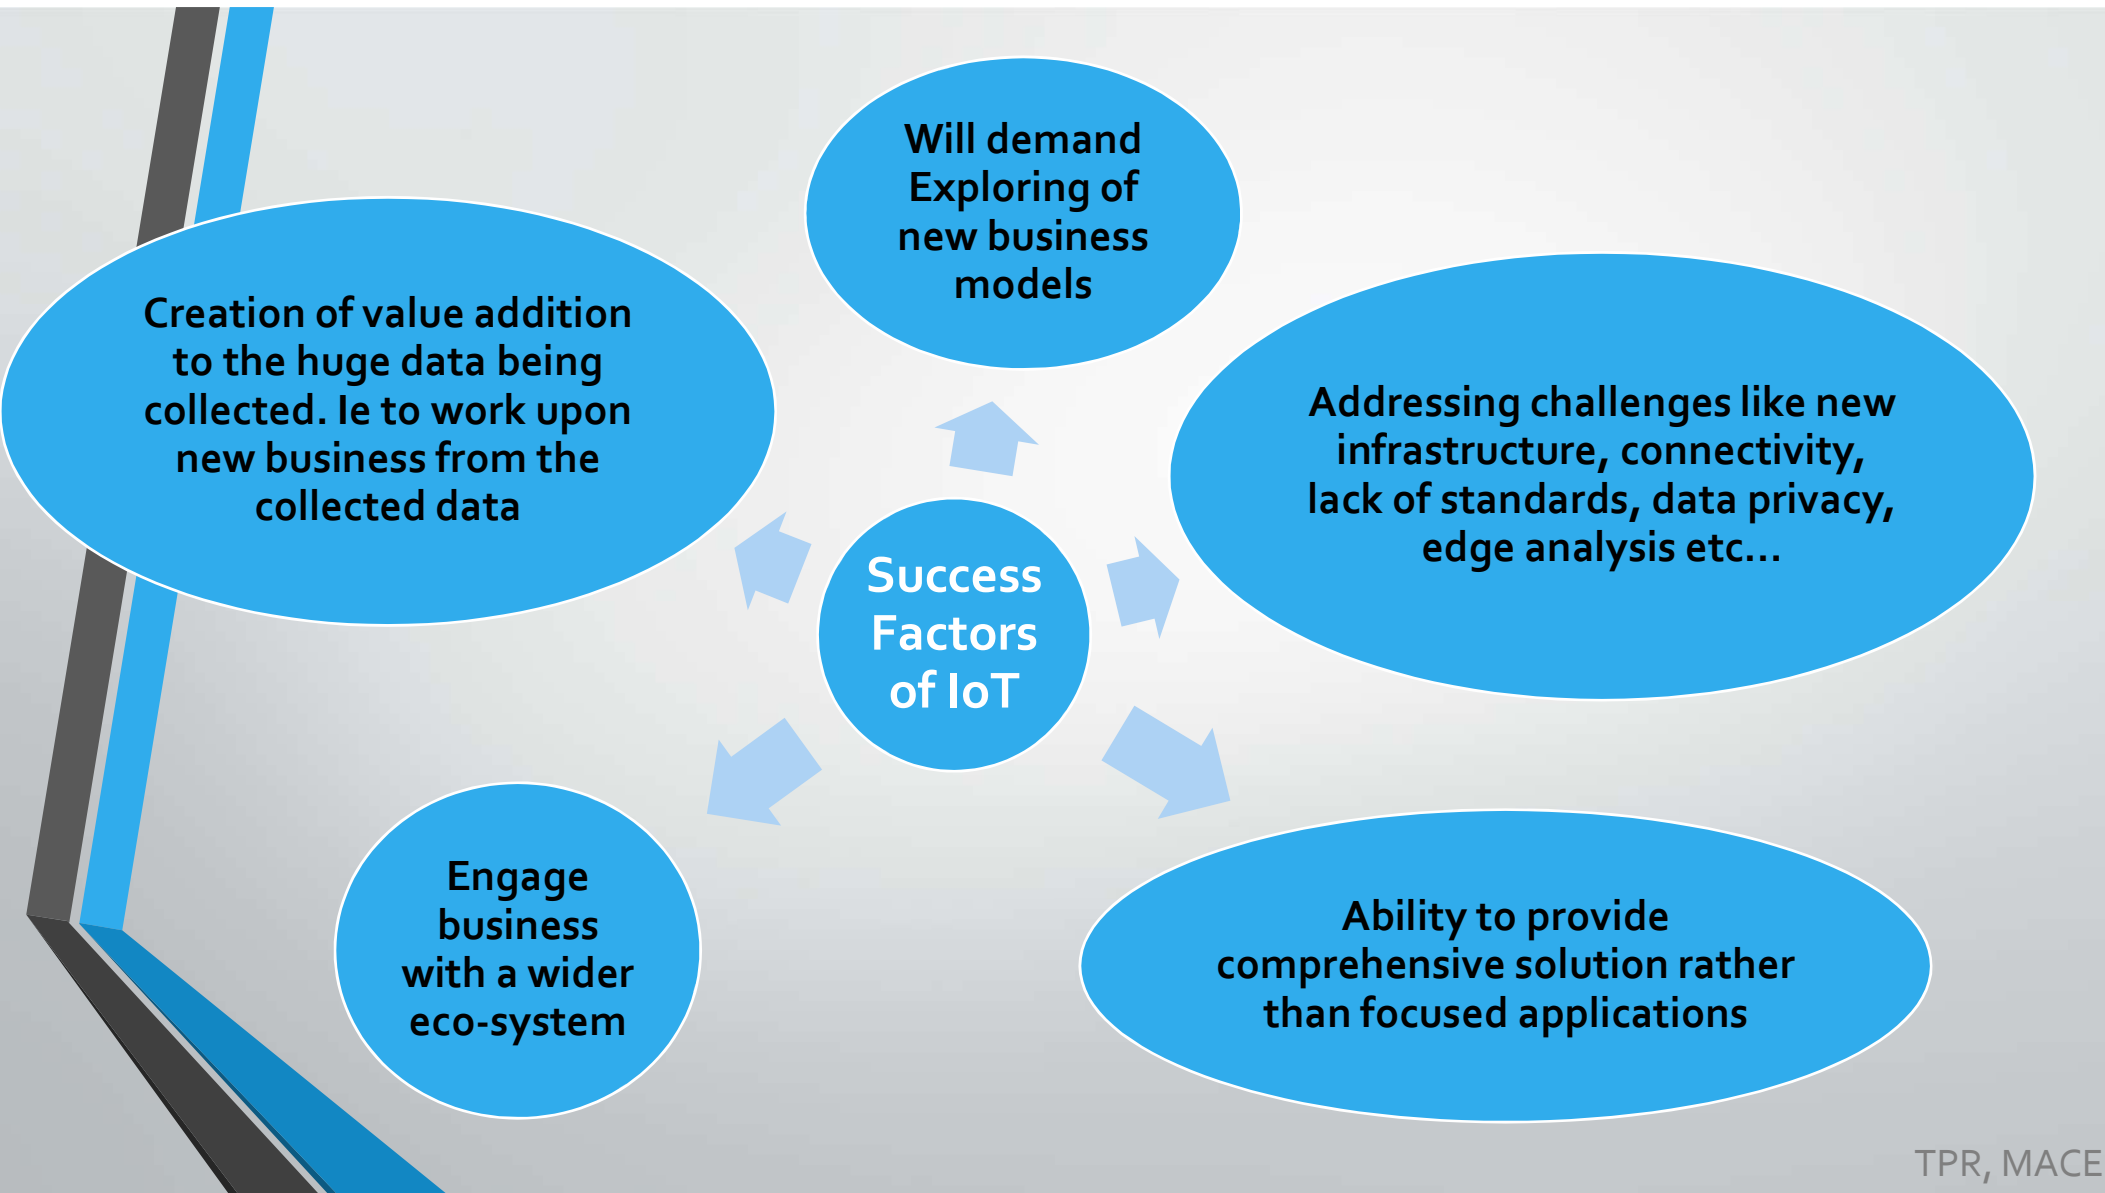 Will demand
Exploring of
new business
models
Creation of value addition
to the huge data being
collected. Ie to work upon
new business from the
collected data
Addressing challenges like new
infrastructure, connectivity,
lack of standards, data privacy,
edge analysis etc...
Success
Factors
of IoT
Engage
business
with a wider
eco-system
Ability to provide
comprehensive solution rather
than focused applications
TPR, MACE